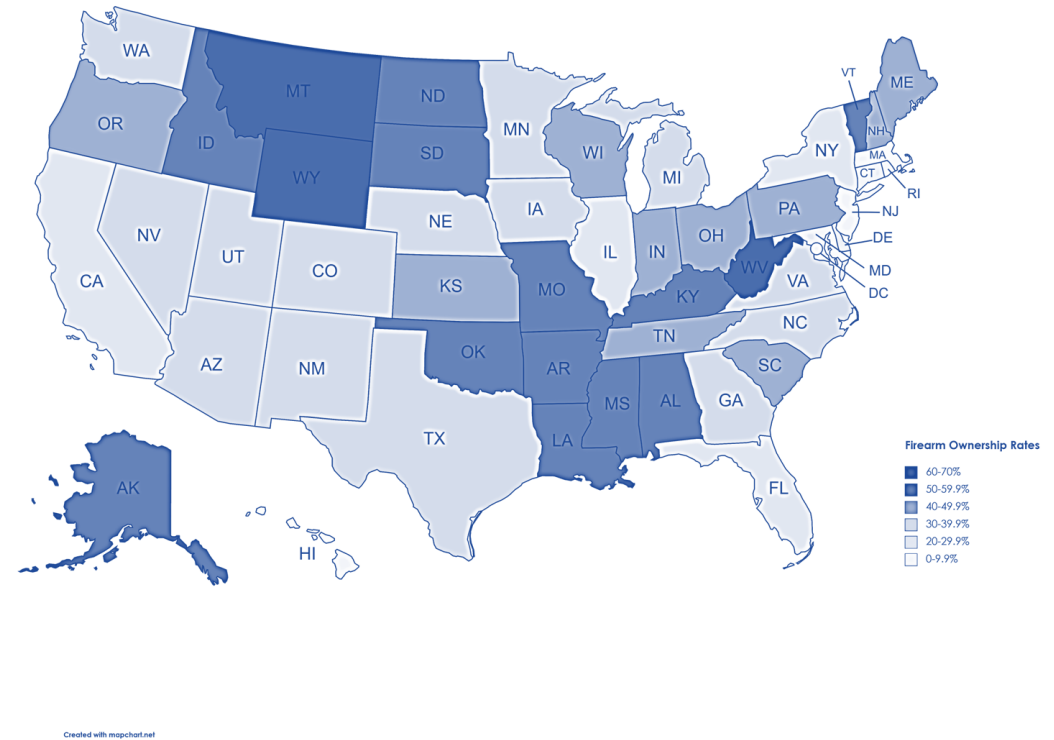 WA
MT
ND
MN
OR
ID
SD
WI
MI
WY
NE
IA
NV
UT
CO
CA
IL
IN
OH
PA
NY
VT
NH
ME
MA
CT
RI
NJ
DE
MD
DC
KS
MO
KY
WV
VA
AZ
NM
OK
AR
TN
NC
SC
MS
AL
GA
TX
LA
FL
AK
HI
Firearm Ownership Rates
60-70%
50-59.9%
40-49.9%
30-39.9%
20-29.9%
0-9.9%
Created with mapchart.net